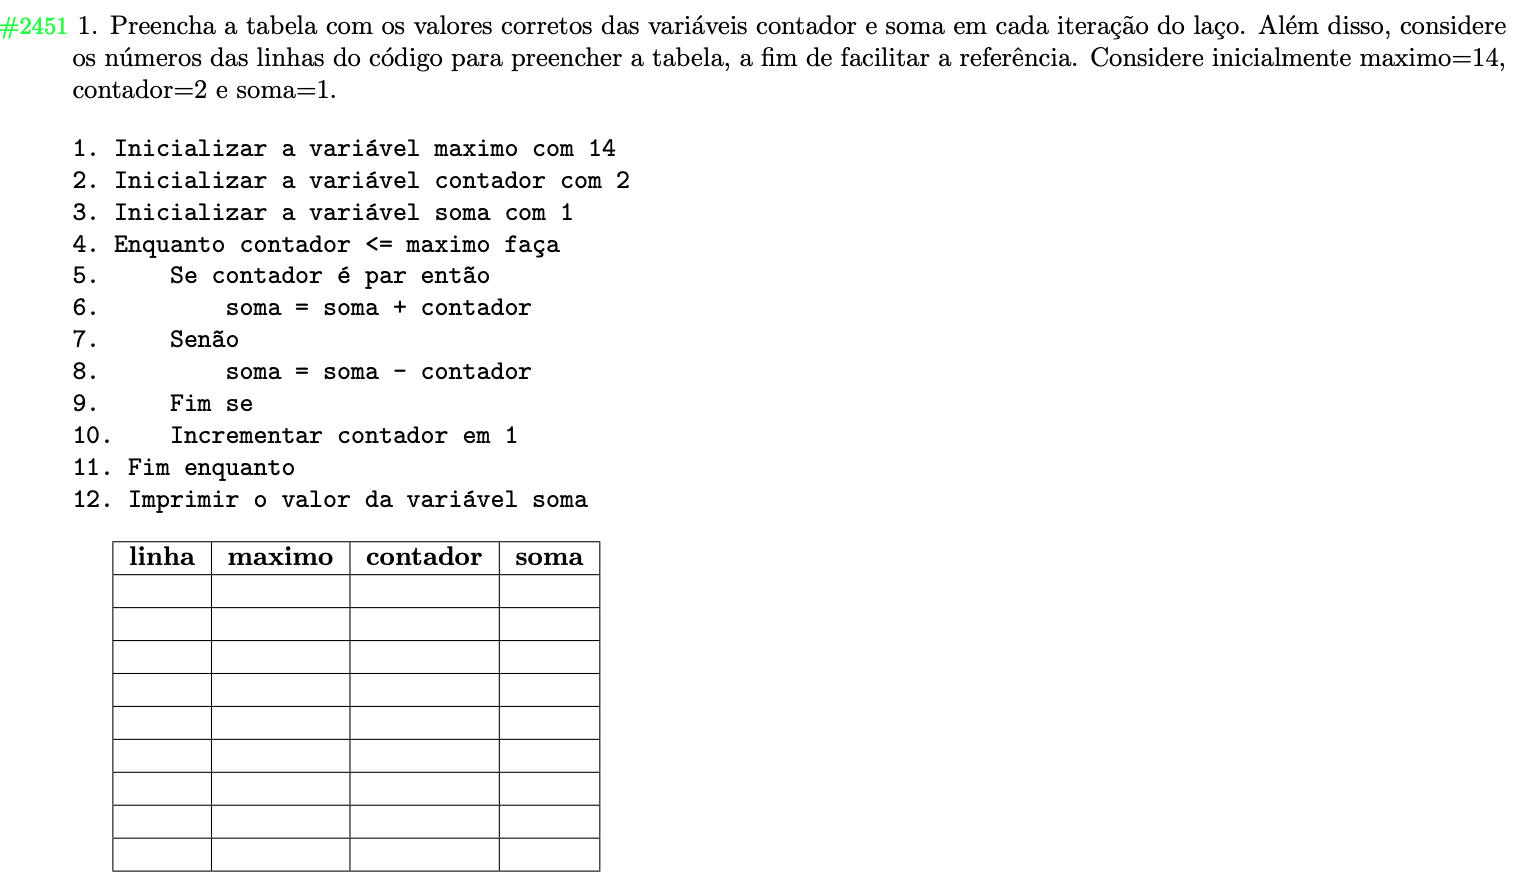 #2451 1. Preencha a tabela com os valores corretos das variáveis contador e soma em cada iteração do laço. Além disso, considere
os números das linhas do código para preencher a tabela, a fim de facilitar a referência. Considere inicialmente maximo=14,
contador=2 e soma=1.
1. Inicializar a variável maximo com 14
2. Inicializar a variável contador com 2
3. Inicializar a variável soma com 1
4. Enquanto contador <= maximo faça
5. Se contador é par então
6. soma = soma + contador
7. Senão
8. soma = soma - contador
9. Fim se
10. Incrementar contador em 1
11. Fim enquanto
12. Imprimir o valor da variável soma
linha maximo contador soma